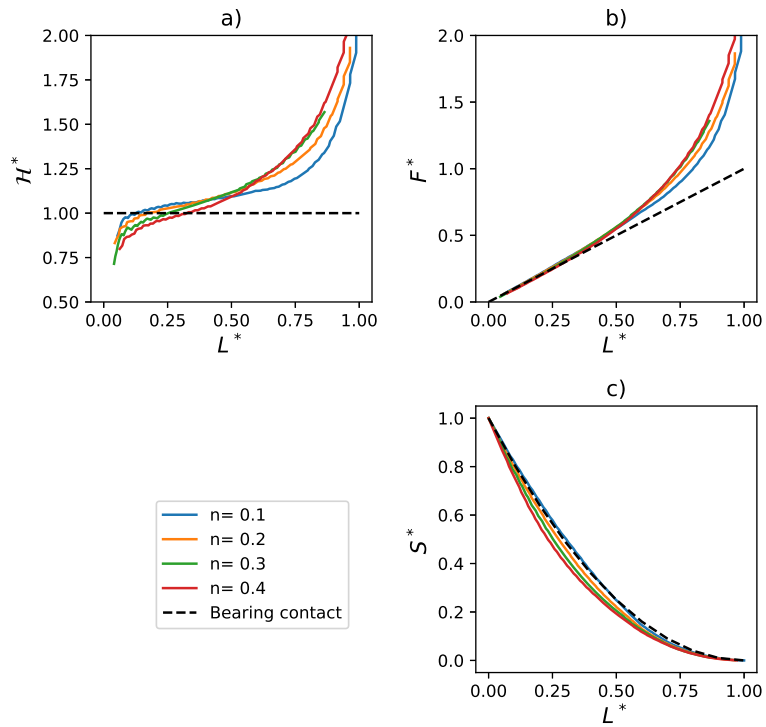 a)
2.00
1.75
1.50
1.25
1.00
0.75
0.50
ℋ*
0.00 0.25 0.50 0.75 1.00
L*
b)
2.0
1.5
1.0
0.5
0.0
F*
0.00 0.25 0.50 0.75 1.00
L*
c)
1.0
0.8
0.6
0.4
0.2
0.0
S*
0.00 0.25 0.50 0.75 1.00
L*
n= 0.1
n= 0.2
n= 0.3
n= 0.4
Bearing contact